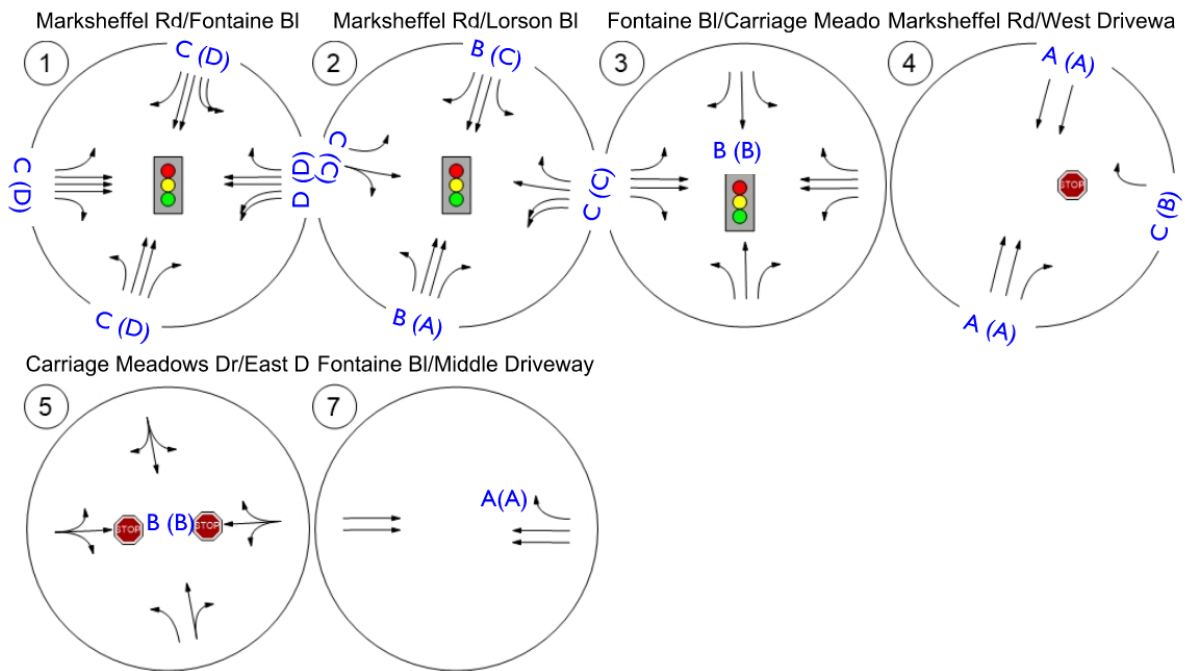 Marksheffel Rd/Fontaine Bl
1
C (D)
C (D)
D (D)
C (D)
Marksheffel Rd/Lorson Bl
2
B (C)
C (C)
C (C)
B (A)
Fontaine Bl/Carriage Meado
3
B (B)
Marksheffel Rd/West Drivewa
4
A (A)
STOP
C (B)
A (A)
Carriage Meadows Dr/East D
5
STOP
B (B)
STOP
Fontaine Bl/Middle Driveway
7
A(A)